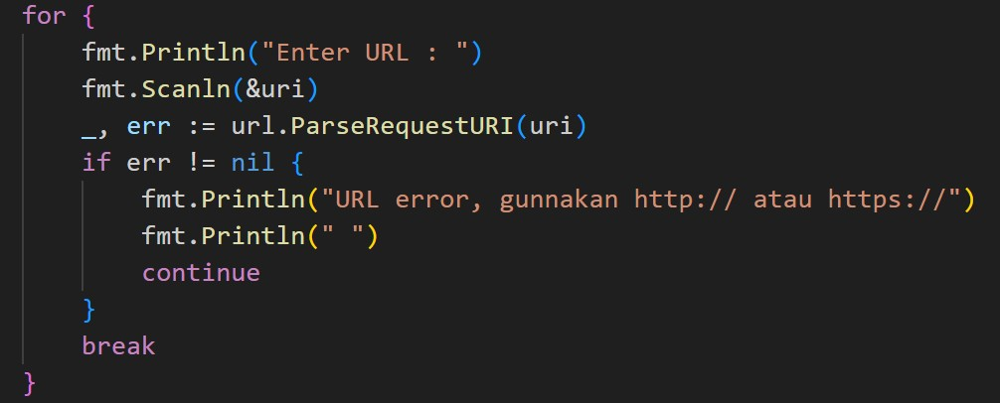 for {
    fmt.Println("Enter URL : ")
    fmt.Scanln(&uri)
    _, err := url.ParseRequestURI(uri)
    if err != nil {
        fmt.Println("URL error, gunnakan http:// atau https://")
        fmt.Println(" ")
        continue
    }
    break
}